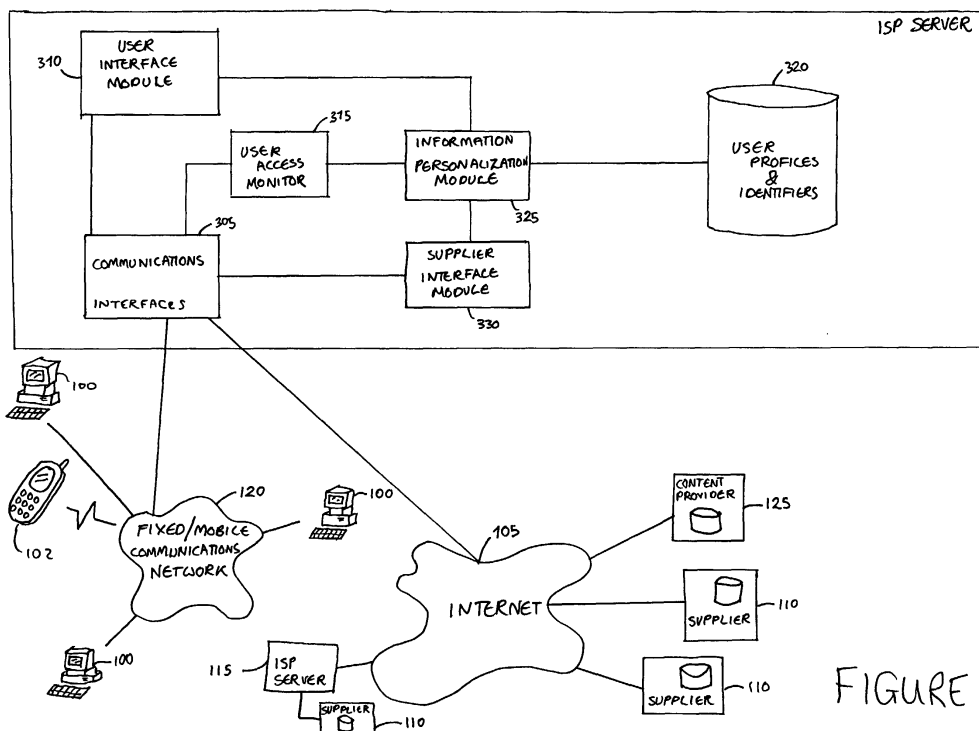 ISP SERVER
USER
INTERFACE
MODULE
310
320
315
USER
ACCESS
MONITOR
INFORMATION
PERSONALIZATION
MODULE
325
USER
PROFILES
&
IDENTIFIERS
305
COMMUNICATIONS
INTERFACES
SUPPLIER
INTERFACE
MODULE
330
100
102
120
FIXED/MOBILE
COMMUNICATIONS
NETWORK
100
100
105
INTERNET
CONTENT
PROVIDER
125
SUPPLIER
110
SUPPLIER
110
115
ISP
SERVER
SUPPLIER
110
FIGURE